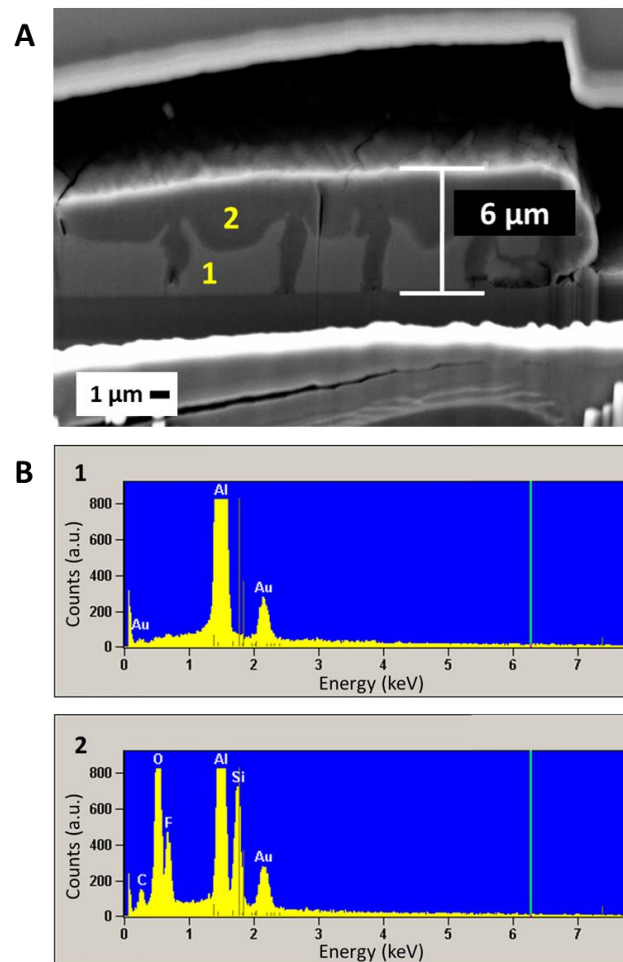 A
2
1
6 µm
1 µm
B
1
Counts (a.u.)
800
600
400
200
0
Au
Al
Au
0 1 2 3 4 5 6 7
Energy (keV)
2
Counts (a.u.)
800
600
400
200
0
C
O
F
Al
Si
Au
0 1 2 3 4 5 6 7
Energy (keV)